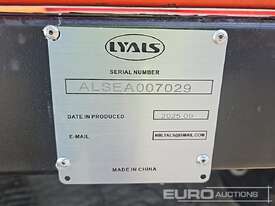 LYALS
SERIAL NUMBER
ALSEA007029
DATE IN PRODUCED 2025.09
E-MAIL
MADE IN CHINA
EURO
AUCTIONS